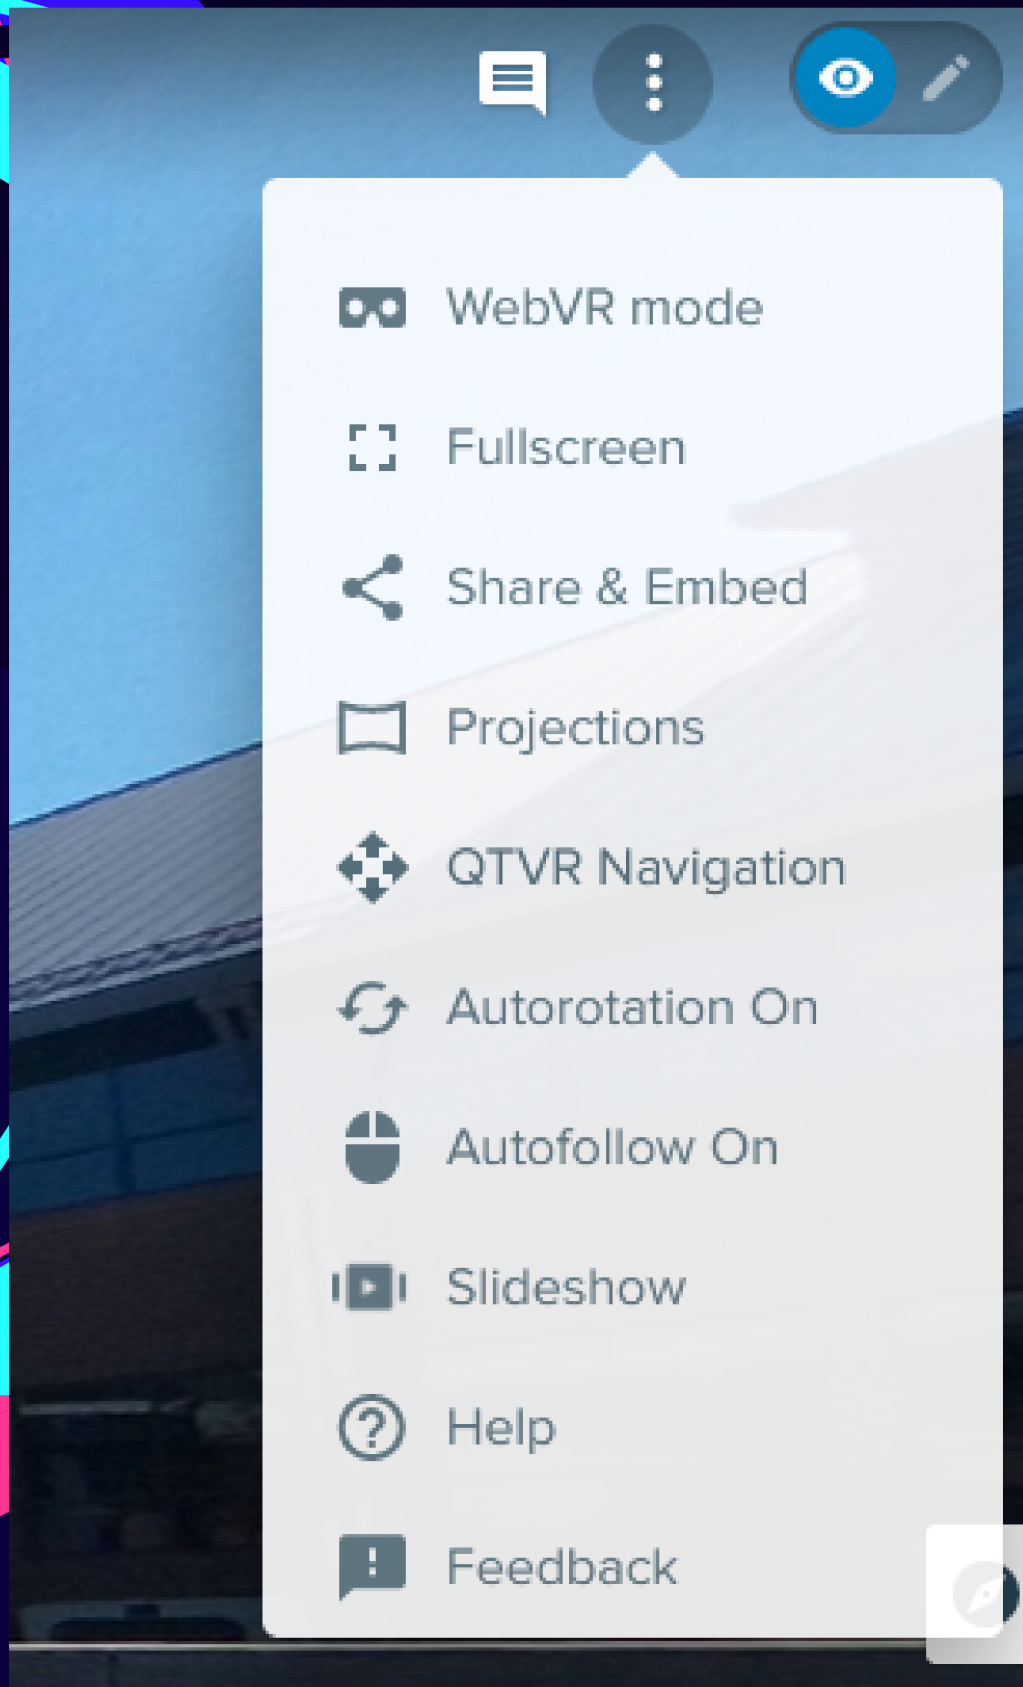 WebVR mode
Fullscreen
Share & Embed
Projections
QTVR Navigation
Autorotation On
Autofollow On
Slideshow
Help
Feedback